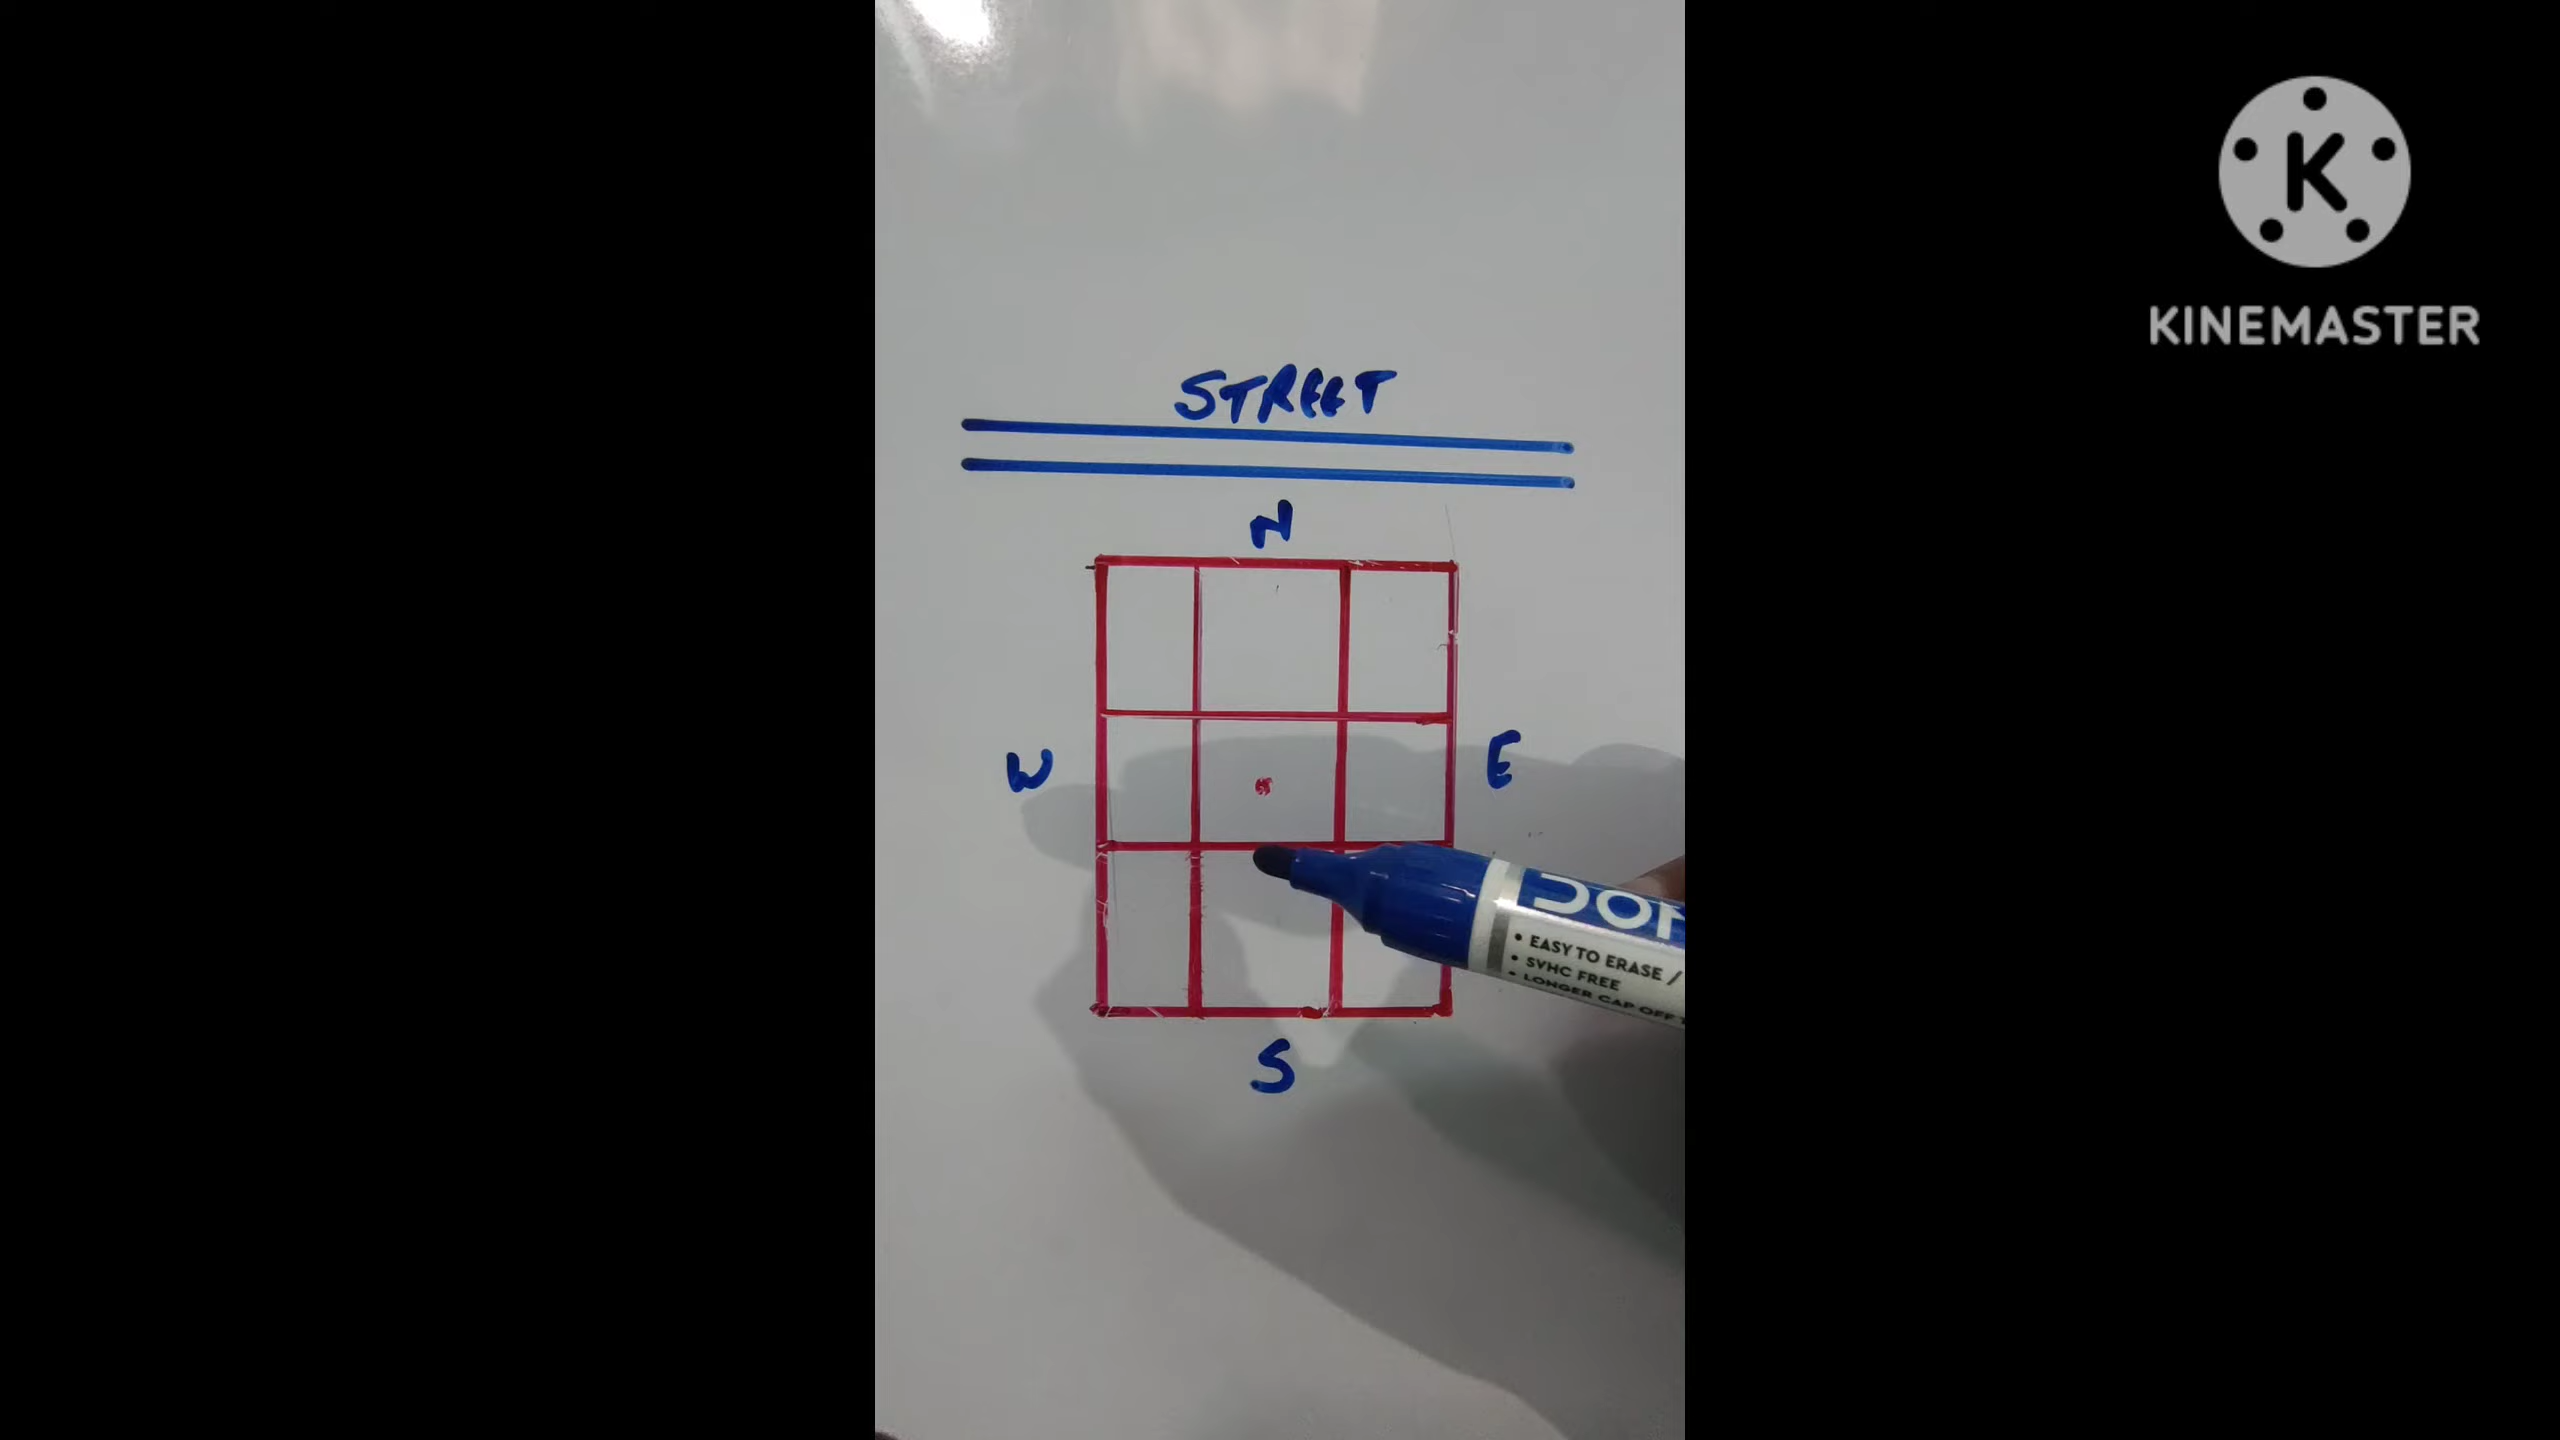 KINEMASTER
STREET
N
W
E
S
• EASY TO ERASE /
• SVHC FREE
• LONGER CAP OFF